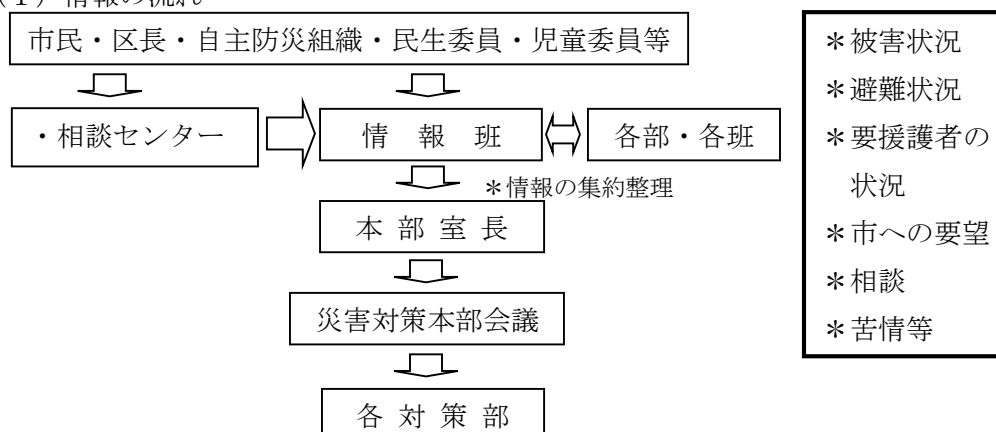 （１）情報の流れ
市民・区長・自主防災組織・民生委員・児童委員等
・相談センター
情　報　班
各部・各班
＊情報の集約整理
本 部 室 長
災害対策本部会議
各 対 策 部
＊被害状況
＊避難状況
＊要援護者の
状況
＊市への要望
＊相談
＊苦情等